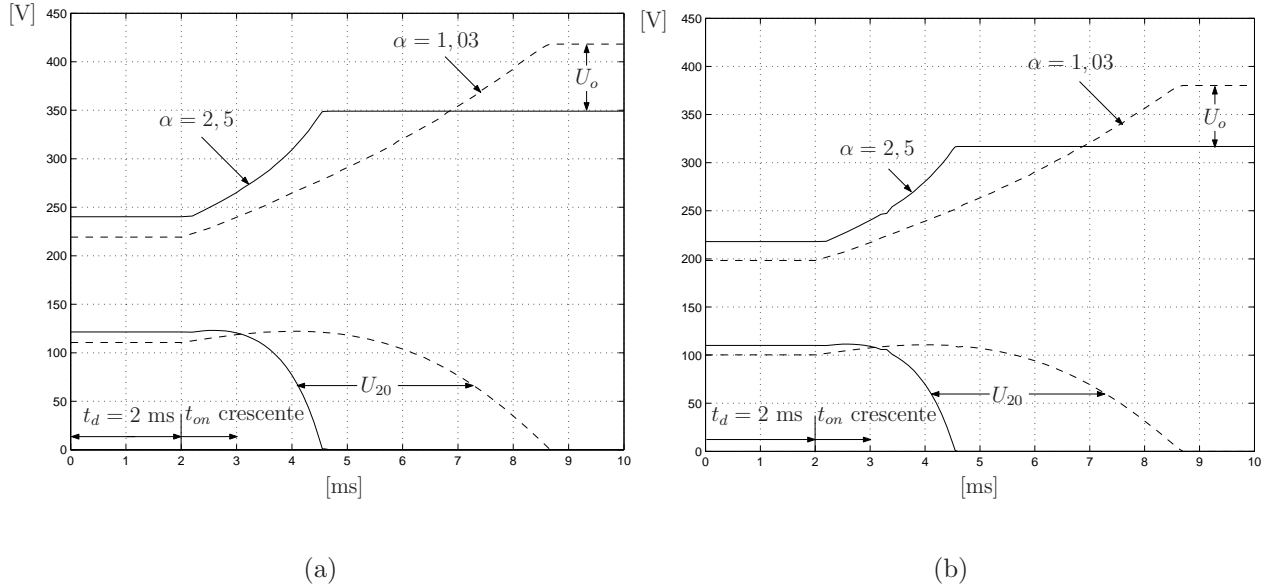 [V]
450
400
350
300
250
200
150
100
50
0
α = 1, 03
U_o
α = 2, 5
U_20
t_d = 2 ms
t_on crescente
0 1 2 3 4 5 6 7 8 9 10
[ms]
(a)
[V]
450
400
350
300
250
200
150
100
50
0
α = 1, 03
U_o
α = 2, 5
U_20
t_d = 2 ms
t_on crescente
0 1 2 3 4 5 6 7 8 9 10
[ms]
(b)